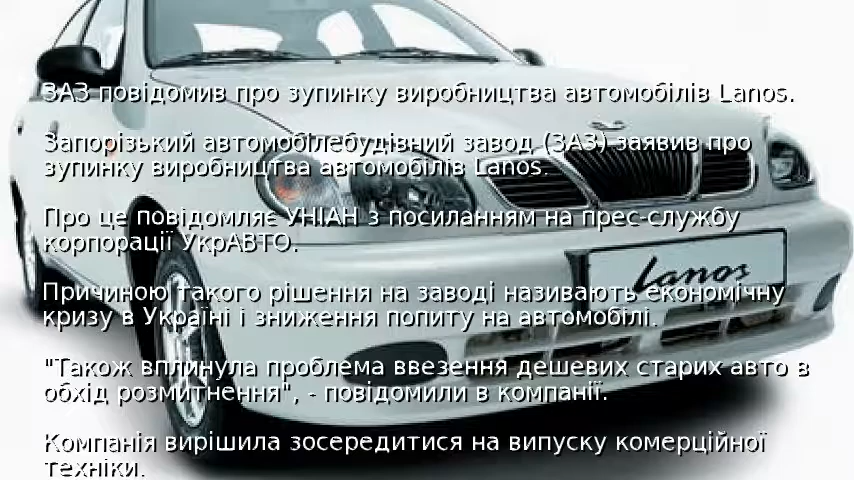 ЗАЗ повідомив про зупинку виробництва автомобілів Lanos.
Запорізький автомобілебудівний завод (ЗАЗ) заявив про
зупинку виробництва автомобілів Lanos.
Про це повідомляє УНІАН з посиланням на прес-службу
корпорації УкрАВТО.
Lanos
Причиною такого рішення на заводі називають економічну
кризу в Україні і зниження попиту на автомобілі.
"Також вплинула проблема ввезення дешевих старих авто в
обхід розмитнення", - повідомили в компанії.
Компанія вирішила зосередитися на випуску комерційної
техніки.